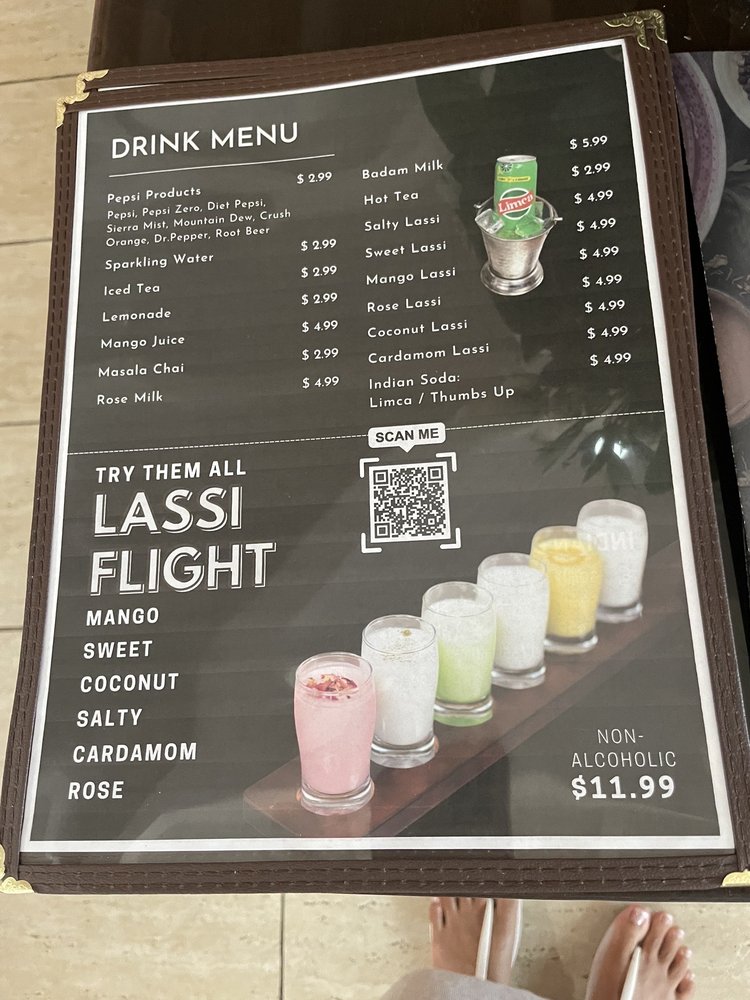 DRINK MENU
Pepsi Products $ 2.99
Pepsi, Pepsi Zero, Diet Pepsi,
Sierra Mist, Mountain Dew, Crush
Orange, Dr.Pepper, Root Beer
Sparkling Water $ 2.99
Iced Tea $ 2.99
Lemonade $ 2.99
Mango Juice $ 4.99
Masala Chai $ 2.99
Rose Milk $ 4.99
Badam Milk $ 5.99
Hot Tea $ 2.99
Salty Lassi $ 4.99
Sweet Lassi $ 4.99
Mango Lassi $ 4.99
Rose Lassi $ 4.99
Coconut Lassi $ 4.99
Cardamom Lassi $ 4.99
Indian Soda: $ 4.99
Limca / Thumbs Up
Limca
SCAN ME
TRY THEM ALL
LASSI
FLIGHT
MANGO
SWEET
COCONUT
SALTY
CARDAMOM
ROSE
NON-
ALCOHOLIC
$11.99